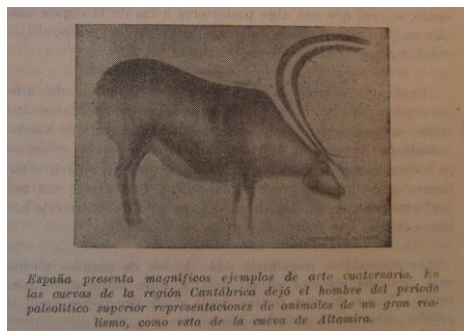 España presenta magníficos ejemplos de arte cuaternario. En
las cuevas de la región Cantábrica dejó el hombre del período
paleolítico superior representaciones de animales de un gran rea-
lismo, como esta de la cueva de Altamira.